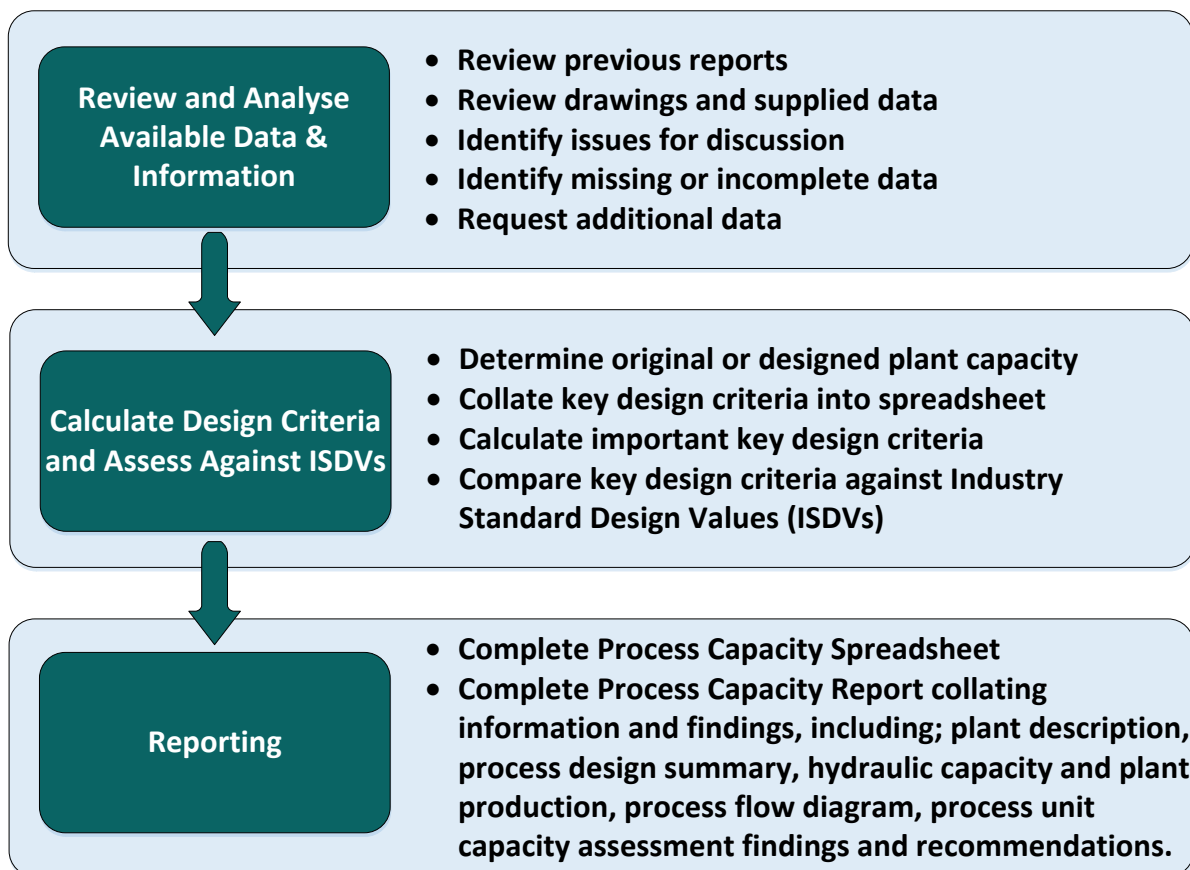 Review and Analyse
Available Data &
Information
• Review previous reports
• Review drawings and supplied data
• Identify issues for discussion
• Identify missing or incomplete data
• Request additional data
Calculate Design Criteria
and Assess Against ISDVs
• Determine original or designed plant capacity
• Collate key design criteria into spreadsheet
• Calculate important key design criteria
• Compare key design criteria against Industry
Standard Design Values (ISDVs)
Reporting
• Complete Process Capacity Spreadsheet
• Complete Process Capacity Report collating
information and findings, including; plant description,
process design summary, hydraulic capacity and plant
production, process flow diagram, process unit
capacity assessment findings and recommendations.